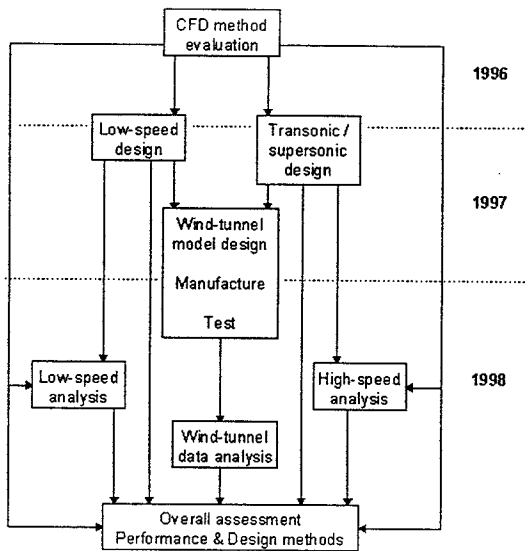 CFD method
evaluation
1996
Low-speed
design
Transonic /
supersonic
design
1997
Wind-tunnel
model design
Manufacture
Test
Low-speed
analysis
High-speed
analysis
1998
Wind-tunnel
data analysis
Overall assessment
Performance & Design methods